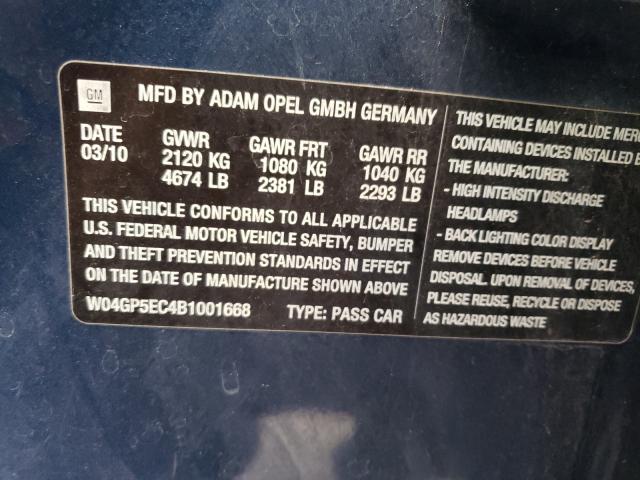 GM
MFD BY ADAM OPEL GMBH GERMANY
DATE GVWR GAWR FRT GAWR RR
03/10 2120 KG 1080 KG 1040 KG
4674 LB 2381 LB 2293 LB
THIS VEHICLE CONFORMS TO ALL APPLICABLE
U.S. FEDERAL MOTOR VEHICLE SAFETY, BUMPER
AND THEFT PREVENTION STANDARDS IN EFFECT
ON THE DATE OF MANUFACTURE SHOWN ABOVE
W04GP5EC4B1001668 TYPE: PASS CAR
THIS VEHICLE MAY INCLUDE MER
CONTAINING DEVICES INSTALLED
THE MANUFACTURER:
- HIGH INTENSITY DISCHARGE
HEADLAMPS
- BACK LIGHTING COLOR DISPLAY
REMOVE DEVICES BEFORE VEHICLE
DISPOSAL. UPON REMOVAL OF DEVICES,
PLEASE REUSE, RECYCLE OR DISPOSE
AS HAZARDOUS WASTE